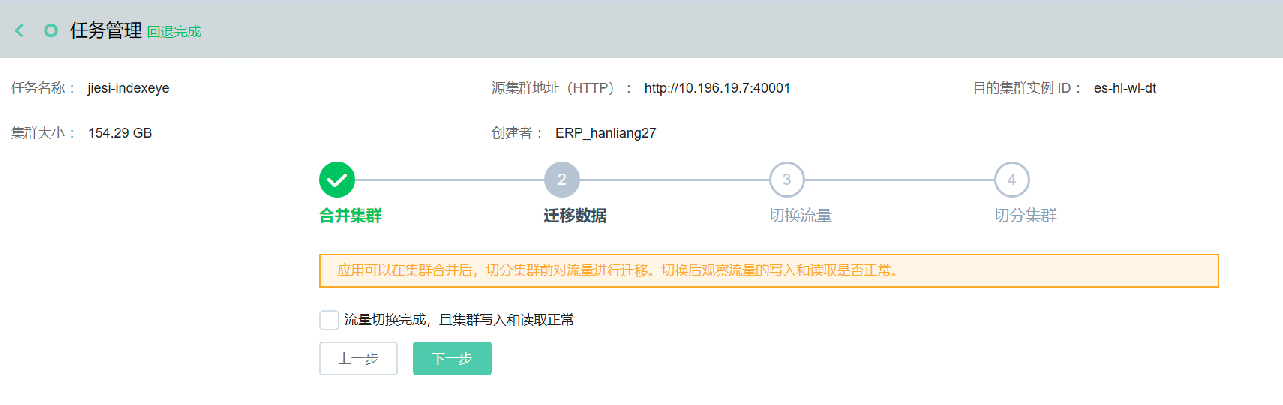 任务管理 回退完成
任务名称： jiesi-indexeye 源集群地址（HTTP）： http://10.196.19.7:40001 目的集群实例 ID： es-hl-wl-dt
集群大小： 154.29 GB 创建者： ERP_hanliang27
2 3 4
合并集群 迁移数据 切换流量 切分集群
应用可以在集群合并后，切分集群前对流量进行迁移。切换后观察流量的写入和读取是否正常。
流量切换完成，且集群写入和读取正常
上一步 下一步